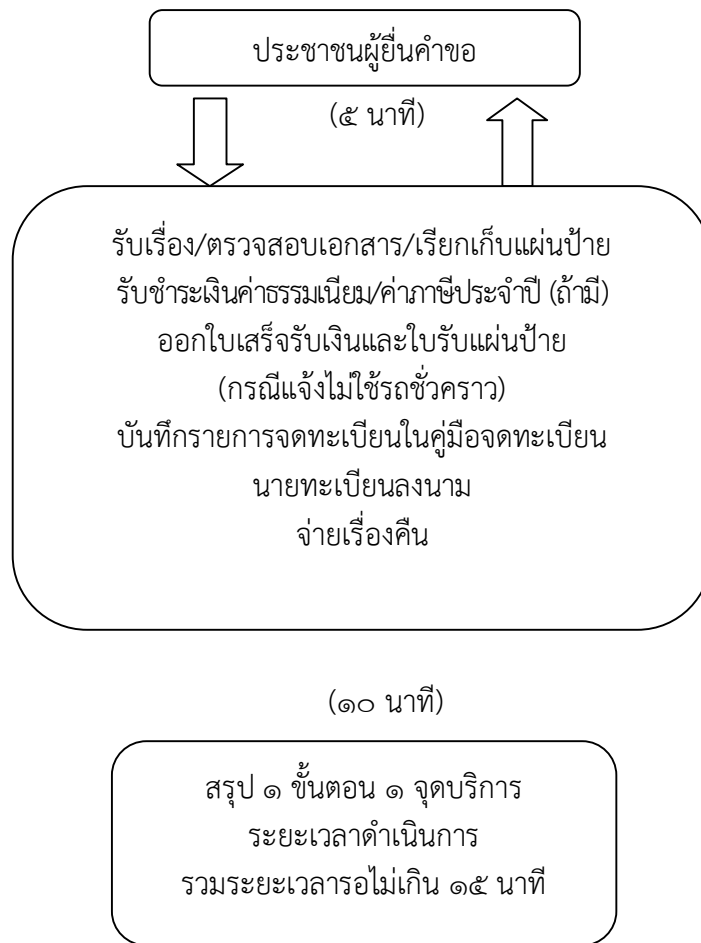 ประชาชนผู้ยื่นคำขอ
(๕ นาที)
รับเรื่อง/ตรวจสอบเอกสาร/เรียกเก็บแผ่นป้าย
รับชำระเงินค่าธรรมเนียม/ค่าภาษีประจำปี (ถ้ามี)
ออกใบเสร็จรับเงินและใบรับแผ่นป้าย
(กรณีแจ้งไม่ใช้รถชั่วคราว)
บันทึกรายการจดทะเบียนในคู่มือจดทะเบียน
นายทะเบียนลงนาม
จ่ายเรื่องคืน
(๑๐ นาที)
สรุป ๑ ขั้นตอน ๑ จุดบริการ
ระยะเวลาดำเนินการ
รวมระยะเวลารอไม่เกิน ๑๕ นาที